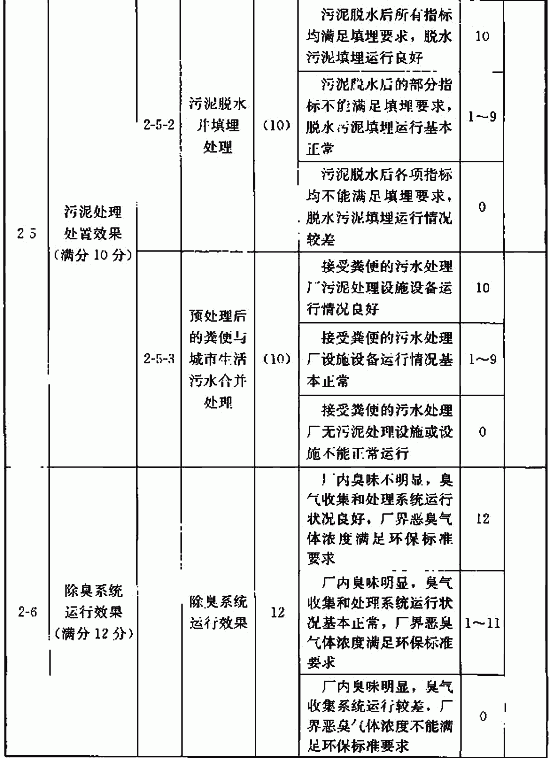 2-5
污泥处理
处置效果
(满分10分)
2-5-2
污泥脱水
并填埋
处理
(10)
污泥脱水后所有指标
均满足填埋要求，脱水
污泥填埋运行良好
10
污泥脱水后的部分指
标不能满足填埋要求，
脱水污泥填埋运行基本
正常
1～9
污泥脱水后各项指标
均不能满足填埋要求，
脱水污泥填埋运行情况
较差
0
2-5-3
预处理后
的粪便与
城市生活
污水合并
处理
(10)
接受粪便的污水处理
厂污泥处理设施设备运
行情况良好
10
接受粪便的污水处理
厂设施设备运行情况基
本正常
1～9
接受粪便的污水处理
厂无污泥处理设施或设
施不能正常运行
0
2-6
除臭系统
运行效果
(满分12分)
除臭系统
运行效果
12
厂内臭味不明显，臭
气收集和处理系统运行
状况良好，厂界恶臭气
体浓度满足环保标准
要求
12
厂内臭味明显，臭气
收集和处理系统运行状
况基本正常，厂界恶臭
气体浓度满足环保标准
要求
1～11
厂内臭味明显，臭气
收集系统运行较差，厂
界恶臭气体浓度不能满
足环保标准要求
0